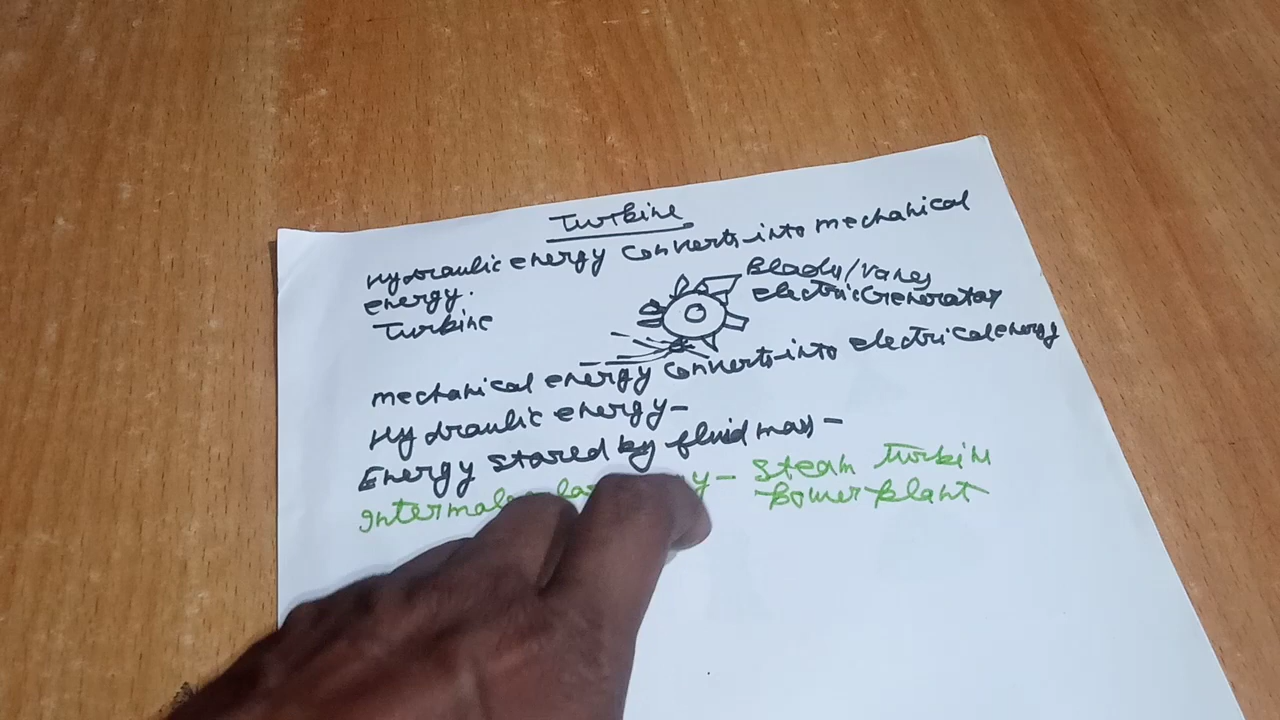 Turbine
Hydraulic energy converts into mechanical
energy.
Turbine
Blades/Vanes
electric Generator
mechanical energy converts into electrical energy
Hydraulic energy-
Energy stored by fluid mass -
- Steam Turbine
Power plant